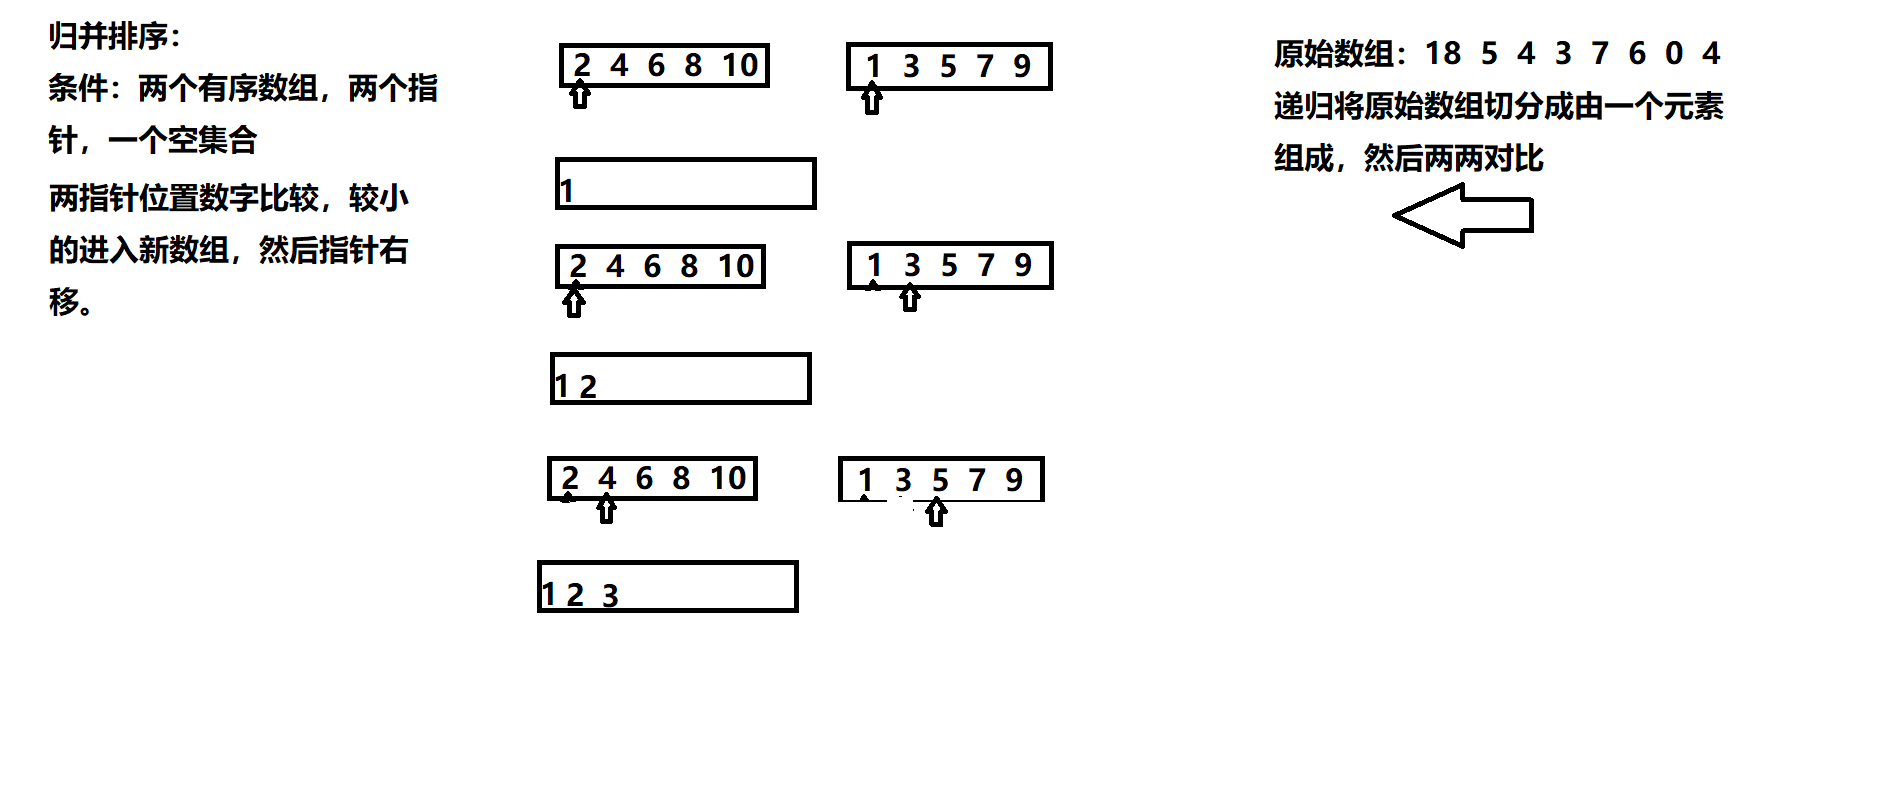 归并排序：
条件：两个有序数组，两个指
针，一个空集合
两指针位置数字比较，较小
的进入新数组，然后指针右
移。
2 4 6 8 10
1 3 5 7 9
1
2 4 6 8 10
1 3 5 7 9
1 2
2 4 6 8 10
1 3 5 7 9
1 2 3
原始数组：18 5 4 3 7 6 0 4
递归将原始数组切分成由一个元素
组成，然后两两对比